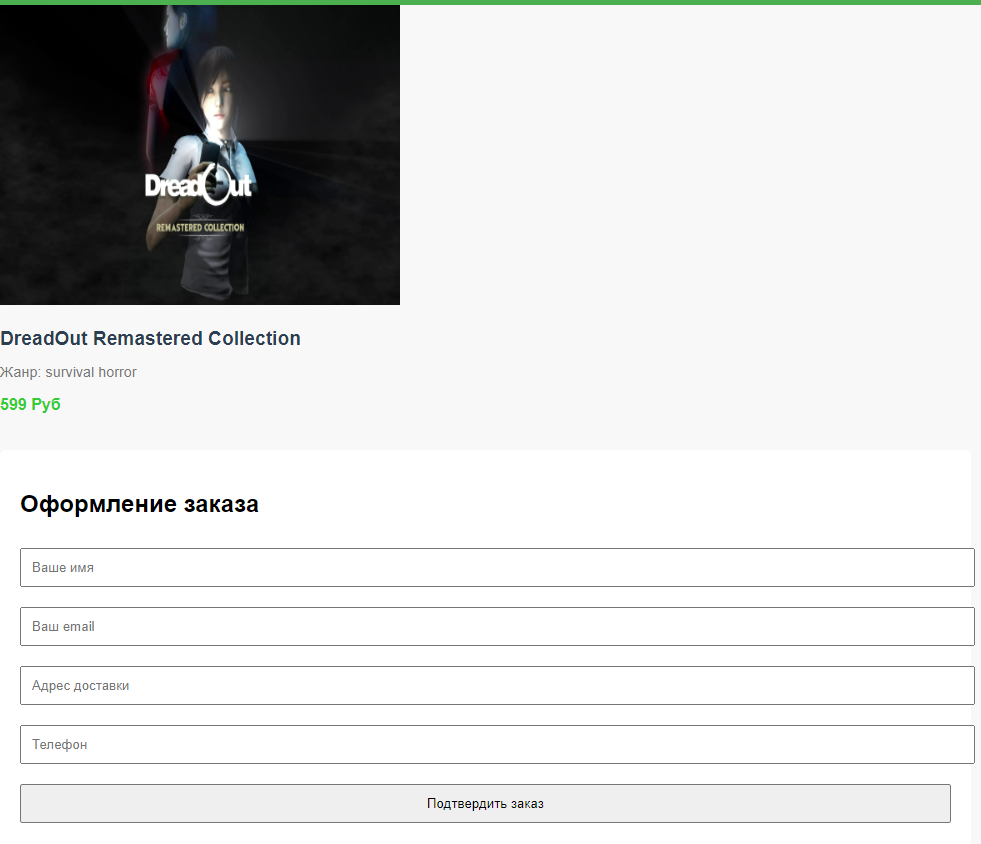 DreadOut
REMASTERED COLLECTION
DreadOut Remastered Collection
Жанр: survival horror
599 Руб
Оформление заказа
Ваше имя
Ваш email
Адрес доставки
Телефон
Подтвердить заказ